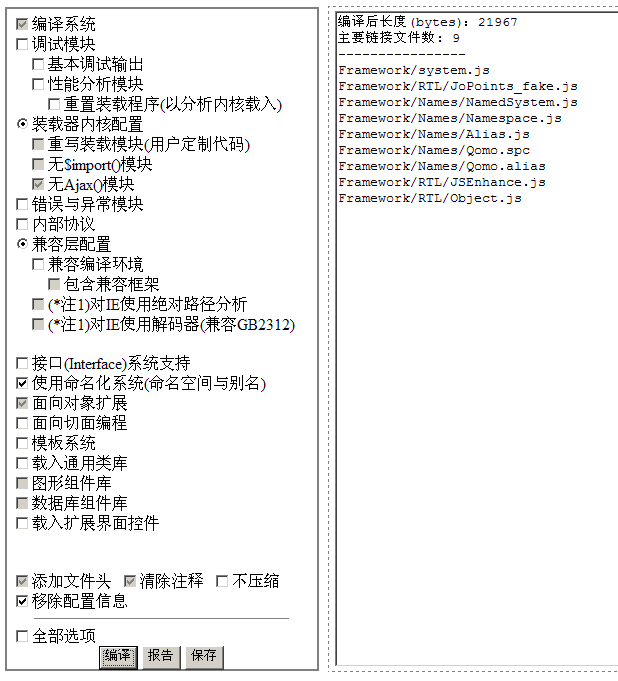 编译系统
调试模块
基本调试输出
性能分析模块
重置装载程序(以分析内核载入)
装载器内核配置
重写装载模块(用户定制代码)
无$import()模块
无Ajax()模块
错误与异常模块
内部协议
兼容层配置
兼容编译环境
包含兼容框架
(*注1)对IE使用绝对路径分析
(*注1)对IE使用解码器(兼容GB2312)
接口(Interface)系统支持
使用命名化系统(命名空间与别名)
面向对象扩展
面向切面编程
模板系统
载入通用类库
图形组件库
数据库组件库
载入扩展界面控件
添加文件头 清除注释 不压缩
移除配置信息
全部选项
编译 报告 保存
编译后长度(bytes): 21967
主要链接文件数: 9
----------------
Framework/system.js
Framework/RTL/JoPoints_fake.js
Framework/Names/NamedSystem.js
Framework/Names/Namespace.js
Framework/Names/Alias.js
Framework/Names/Qomo.spc
Framework/Names/Qomo.alias
Framework/RTL/JSEnhance.js
Framework/RTL/Object.js